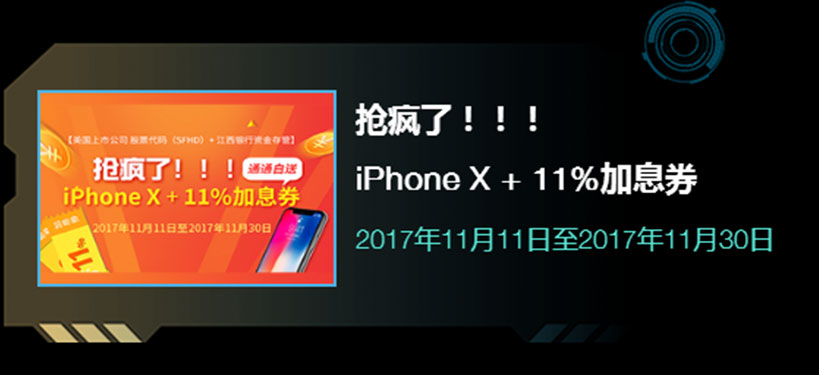 【美国上市公司 股票代码（SFHD）+ 江西银行资金存管】
抢疯了！！！
通通白送
iPhone X + 11%加息券
2017年11月11日至2017年11月30日
11%
抢疯了！！！
iPhone X + 11%加息券
2017年11月11日至2017年11月30日